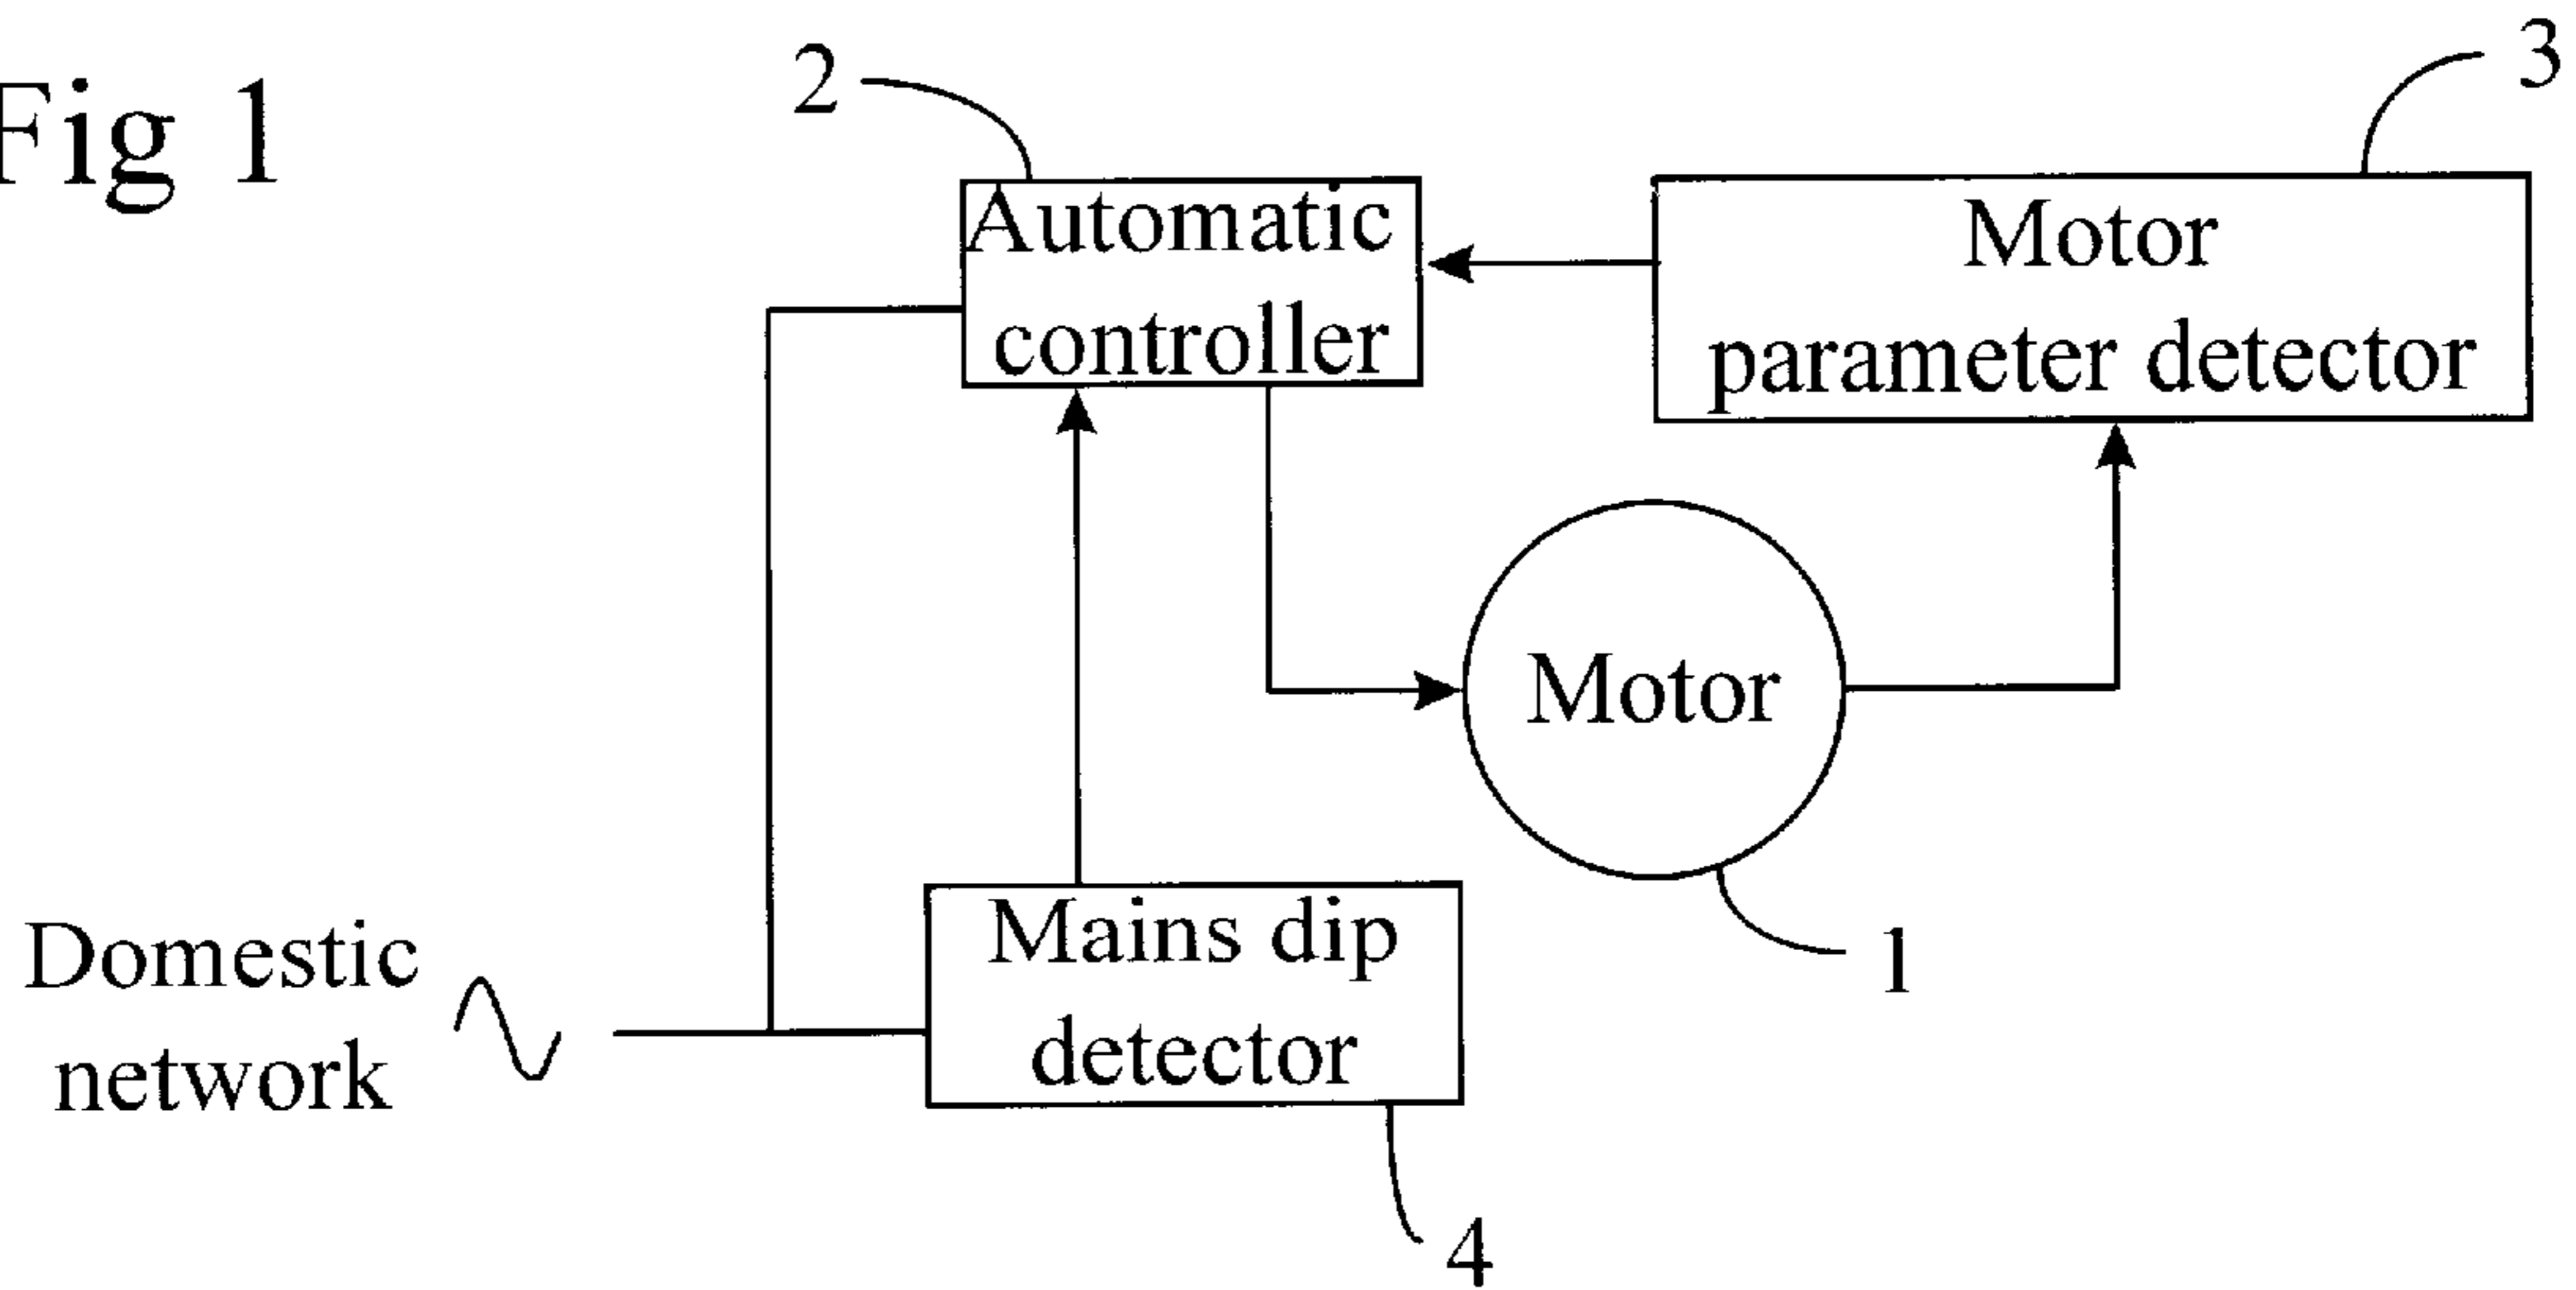 Fig 1
2
3
Automatic
controller
Motor
parameter detector
Motor
1
Mains dip
detector
Domestic
network
4